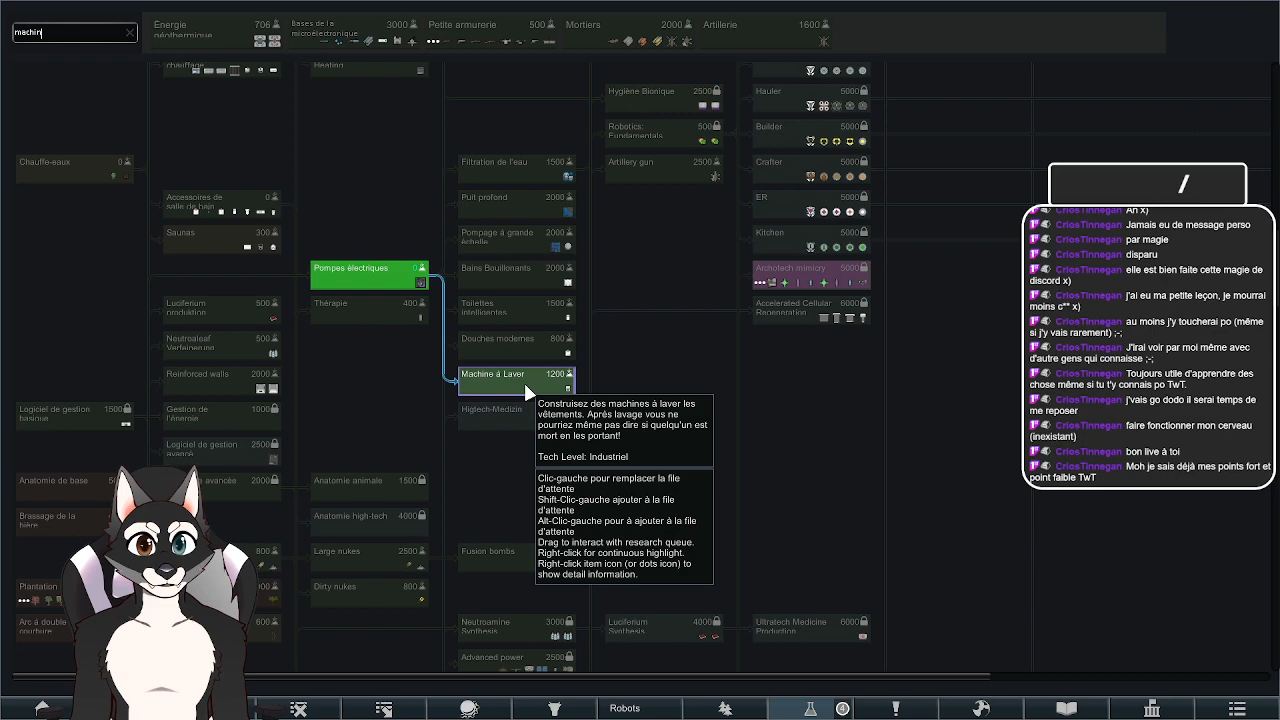 machin
Énergie géothermique 706
Bases de la microélectronique 3000
Petite armurerie 500
Mortiers 2000
Artillerie 1600
chauffage
Heating
Chauffe-eaux 0
Accessoires de salle de bain 0
Saunas 300
Pompes électriques 0
Thérapie 400
Luciferium produktion 500
Neutroleaf Verfeinerung 500
Reinforced walls 2000
Logiciel de gestion basique 1500
Gestion de l'énergie 1000
Logiciel de gestion avancé 2500
Anatomie de base
avancée 2000
Anatomie animale 1500
Brassage de la bière
Anatomie high-tech 4000
800
Large nukes 2500
Fusion bombs
Plantation
Dirty nukes 800
Arc à double courbure
Filtration de l'eau 1500
Puit profond 2000
Pompage à grande échelle 2000
Bains Bouillonants 2000
Toilettes intelligentes 1500
Douches modernes 800
Machine à Laver 1200
Higtech-Medizin
Neutroamine Synthesis 3000
Advanced power 2500
Hygiène Bionique 2500
Robotics: Fundamentals 500
Artillery gun 2500
Luciferium Synthesis 4000
5000
Hauler 5000
Builder 5000
Crafter 5000
ER 5000
Kitchen 5000
Archotech mimicry 5000
Accelerated Cellular Regeneration 6000
Ultratech Medicine Production 6000
Construisez des machines à laver les
vêtements. Après lavage vous ne
pourriez même pas dire si quelqu'un est
mort en les portant!
Tech Level: Industriel
Clic-gauche pour remplacer la file
d'attente
Shift-Clic-gauche ajouter à la file
d'attente
Alt-Clic-gauche pour à ajouter à la file
d'attente
Drag to interact with research queue.
Right-click for continuous highlight.
Right-click item icon (or dots icon) to
show detail information.
/
CriosTinnegan Ah x)
CriosTinnegan Jamais eu de message perso
CriosTinnegan par magie
CriosTinnegan disparu
CriosTinnegan elle est bien faite cette magie de
discord x)
CriosTinnegan j'ai eu ma petite leçon, je mourrai
moins c** x)
CriosTinnegan au moins j'y toucherai po (même
si j'y vais rarement) ;-;
CriosTinnegan J'irai voir par moi même avec
d'autre gens qui connaisse ;-;
CriosTinnegan Toujours utile d'apprendre des
chose même si tu t'y connais po TwT.
CriosTinnegan j'vais go dodo il serai temps de
me reposer
CriosTinnegan faire fonctionner mon cerveau
(inexistant)
CriosTinnegan bon live à toi
CriosTinnegan Moh je sais déjà mes points fort et
point faible TwT
Robots
4